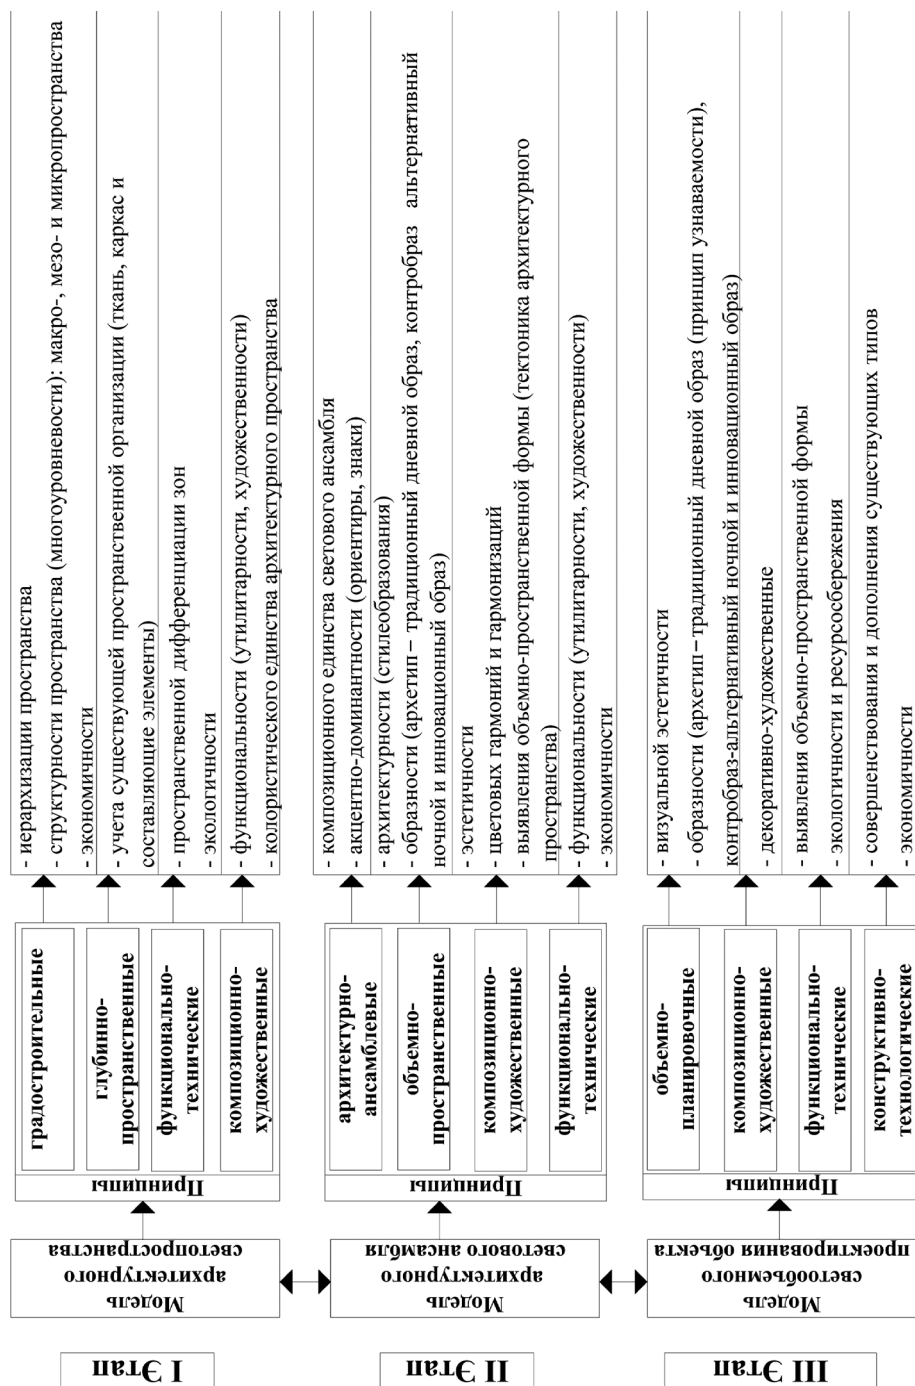 I Этап
Модель
архитектурного
светопространства
Принципы
градостроительные
- иерархизации пространства
- структурности пространства (многоуровневости): макро-, мезо- и микропространства
- экономичности
глубинно-
пространственные
- учета существующей пространственной организации (ткань, каркас и
составляющие элементы)
функционально-
технические
- пространственной дифференциации зон
- экологичности
композиционно-
художественные
- функциональности (утилитарности, художественности)
- колористического единства архитектурного пространства
II Этап
Модель
архитектурного
светового ансамбля
Принципы
архитектурно-
ансамблевые
- композиционного единства светового ансамбля
- акцентно-доминантности (ориентиры, знаки)
объемно-
пространственные
- архитектурности (стилеобразования)
- образности (архетип – традиционный дневной образ, контробраз альтернативный
ночной и инновационный образ)
композиционно-
художественные
- эстетичности
- цветовых гармоний и гармонизаций
- выявления объемно-пространственной формы (тектоника архитектурного
пространства)
функционально-
технические
- функциональности (утилитарности, художественности)
- экономичности
III Этап
Модель
светообъемного
проектирования объекта
Принципы
объемно-
планировочные
- визуальной эстетичности
- образности (архетип–традиционный дневной образ (принцип узнаваемости),
контробраз-альтернативный ночной и инновационный образ)
композиционно-
художественные
- декоративно-художественные
функционально-
технические
- выявления объемно-пространственной формы
- экологичности и ресурсосбережения
конструктивно-
технологические
- совершенствования и дополнения существующих типов
- экономичности